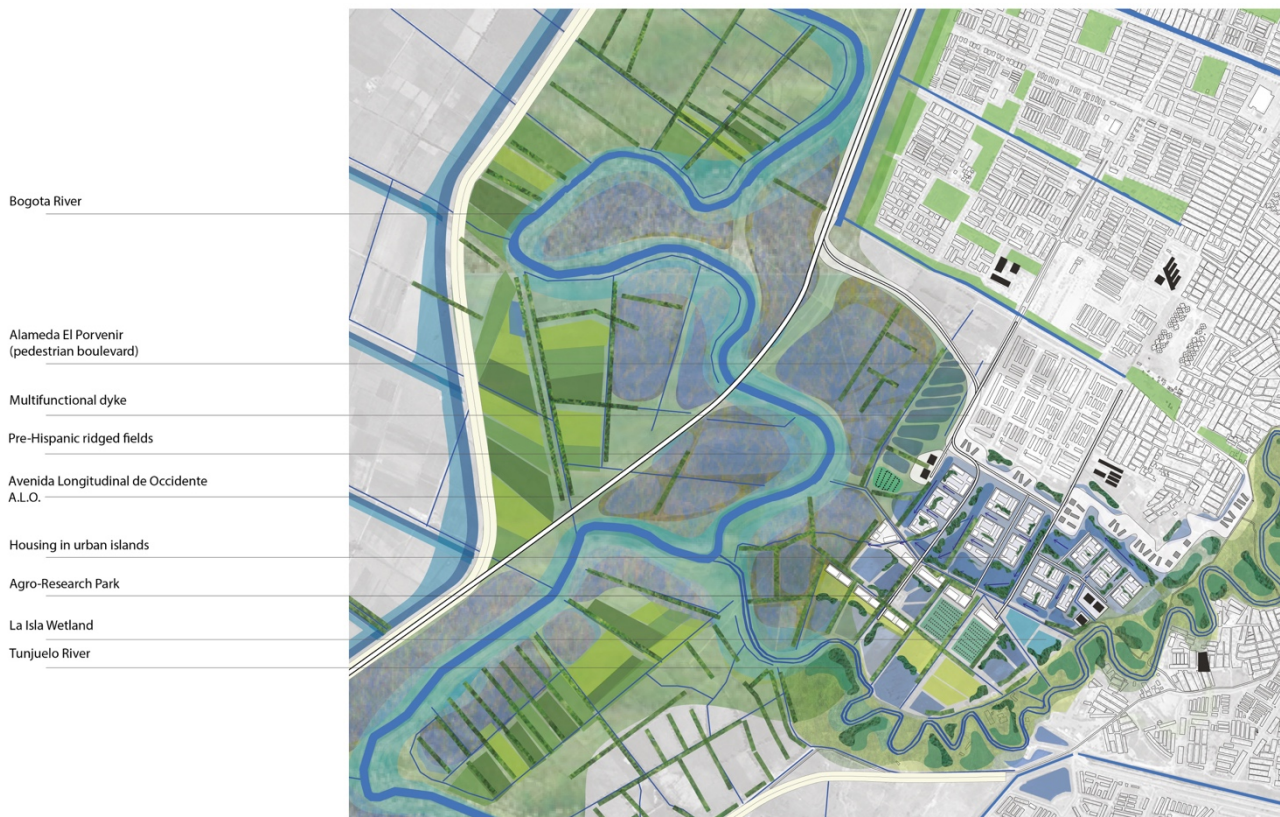 Bogota River
Alameda El Porvenir
(pedestrian boulevard)
Multifunctional dyke
Pre-Hispanic ridged fields
Avenida Longitudinal de Occidente
A.L.O.
Housing in urban islands
Agro-Research Park
La Isla Wetland
Tunjuelo River